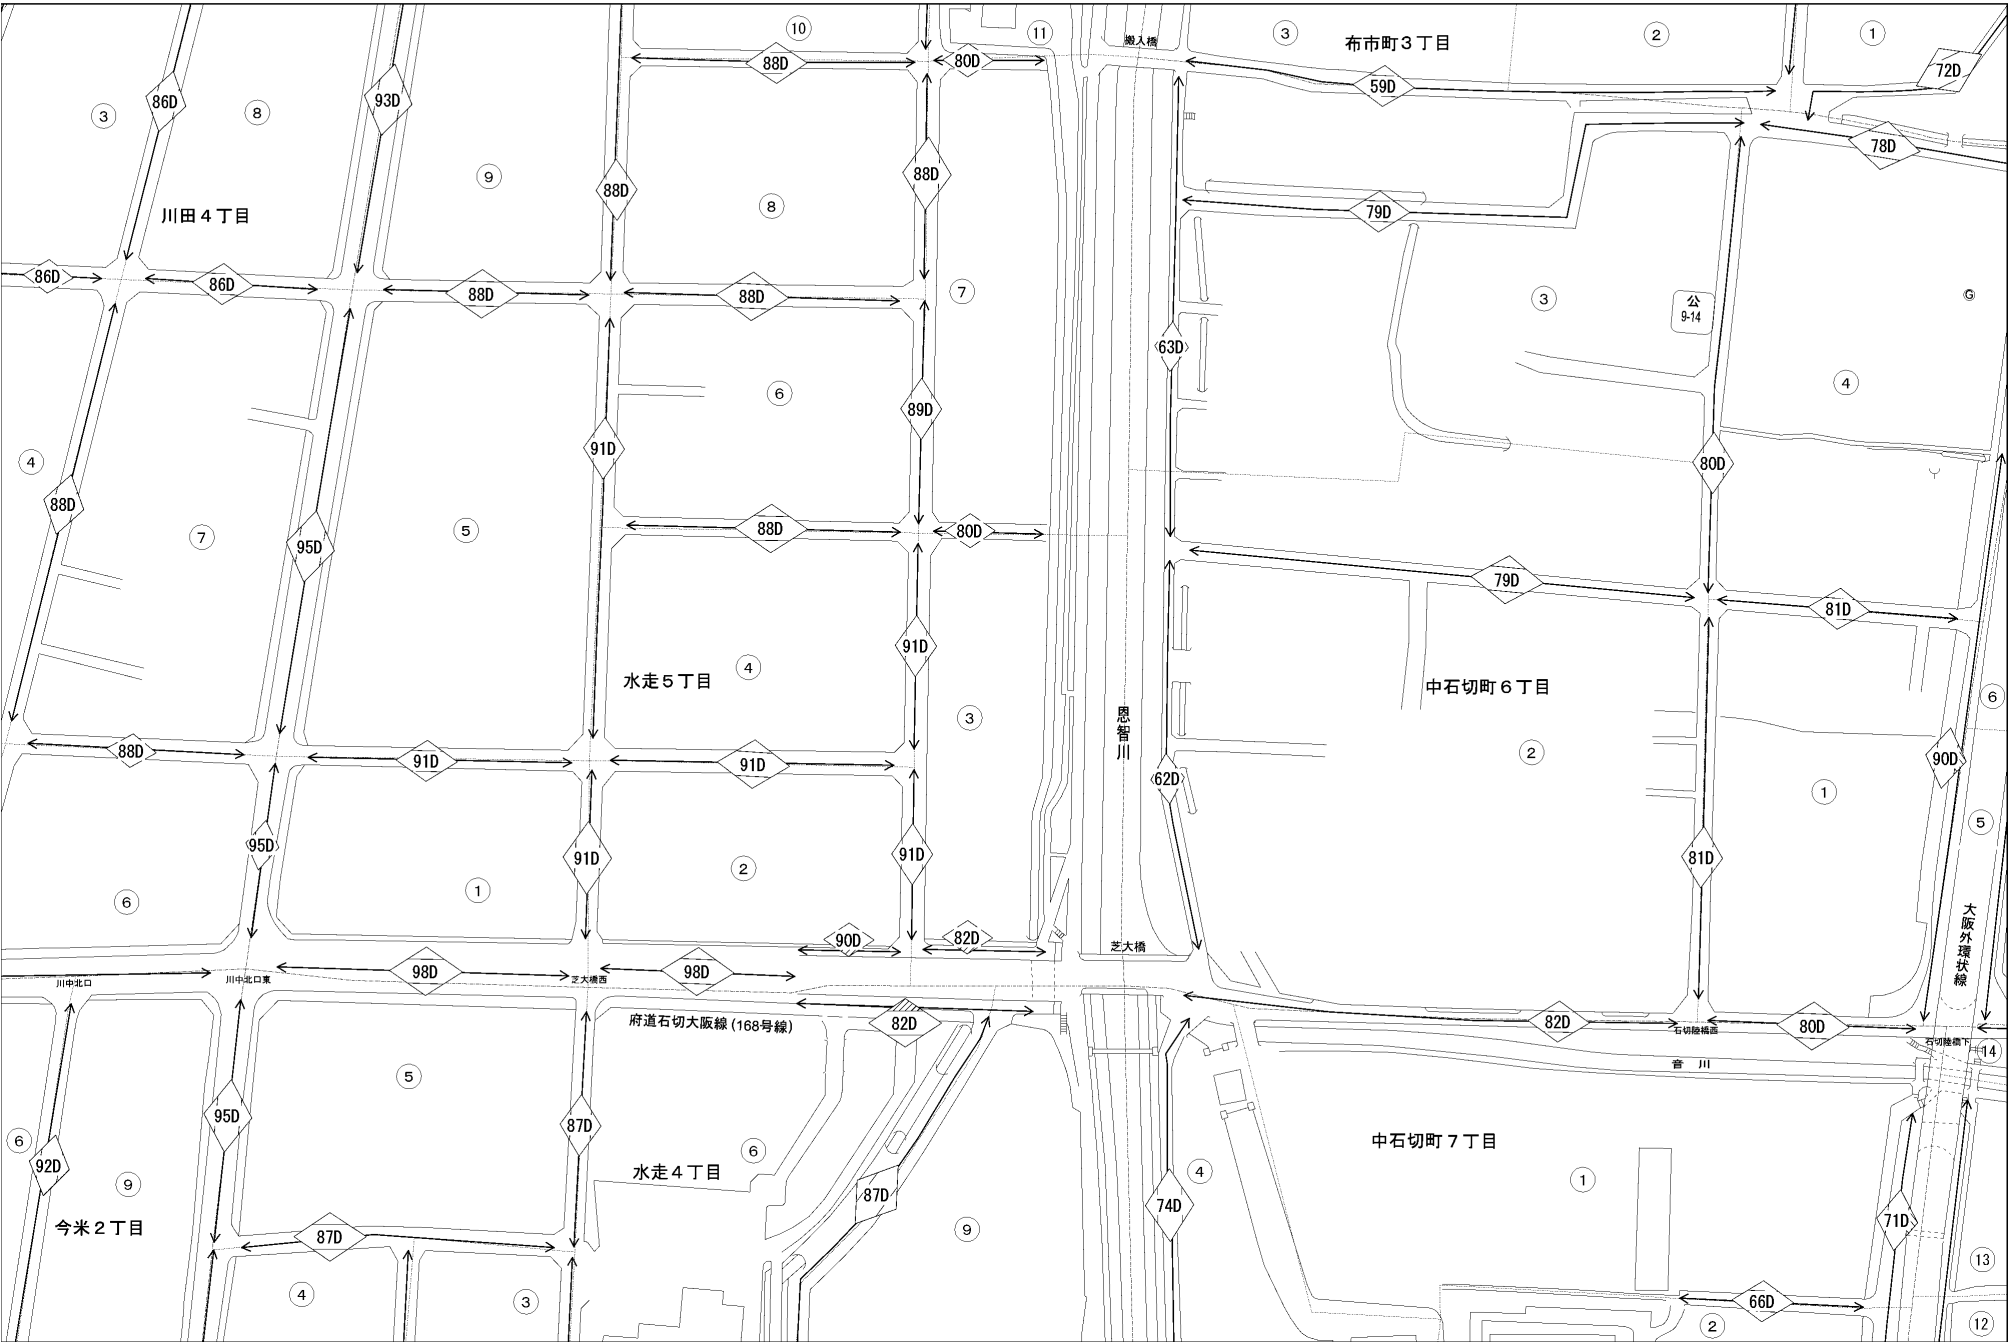 ⑩
⑪
搬入橋
③
布市町３丁目
②
①
88D
80D
72D
59D
86D
93D
③
⑧
78D
⑨
88D
88D
⑧
79D
川田４丁目
86D
86D
88D
88D
⑦
③
公
9-14
G
63D
⑥
89D
④
91D
④
80D
88D
88D
80D
⑤
⑦
95D
79D
81D
91D
水走５丁目
④
中石切町６丁目
⑥
③
恩智川
88D
91D
91D
②
90D
62D
①
⑤
95D
91D
91D
81D
②
①
⑥
大阪外環状線
90D
82D
芝大橋
98D
98D
川中北口
川中北口東
芝大橋西
府道石切大阪線(168号線)
82D
82D
石切陸橋西
80D
石切陸橋下
⑭
音川
⑤
95D
87D
⑥
92D
⑥
水走４丁目
中石切町７丁目
④
①
⑨
87D
74D
今米２丁目
87D
⑨
71D
⑬
④
③
66D
②
⑫